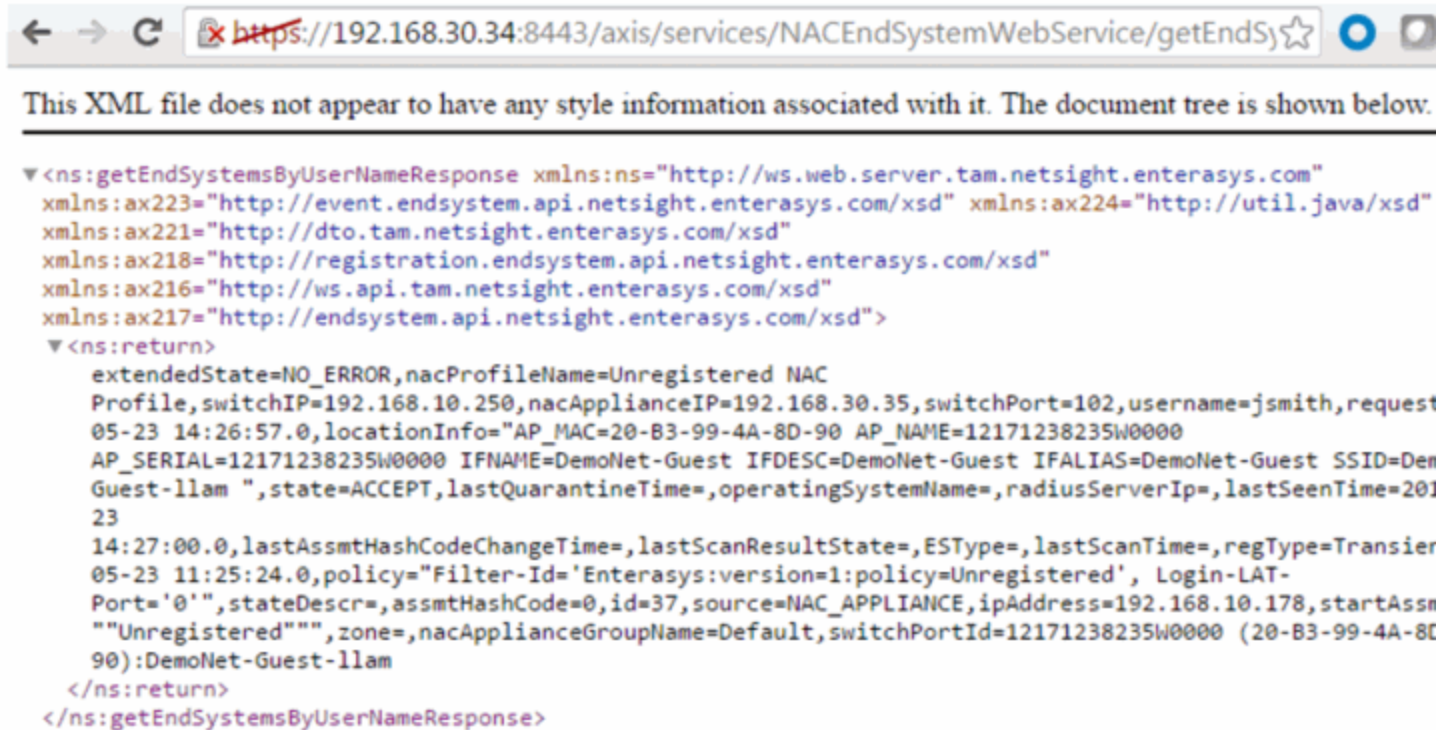 https://192.168.30.34:8443/axis/services/NACEndSystemWebService/getEndSy
This XML file does not appear to have any style information associated with it. The document tree is shown below.
▼<ns:getEndSystemsByUserNameResponse xmlns:ns="http://ws.web.server.tam.netsight.enterasys.com"
xmlns:ax223="http://event.endsystem.api.netsight.enterasys.com/xsd" xmlns:ax224="http://util.java/xsd"
xmlns:ax221="http://dto.tam.netsight.enterasys.com/xsd"
xmlns:ax218="http://registration.endsystem.api.netsight.enterasys.com/xsd"
xmlns:ax216="http://ws.api.tam.netsight.enterasys.com/xsd"
xmlns:ax217="http://endsystem.api.netsight.enterasys.com/xsd">
▼<ns:return>
extendedState=NO_ERROR,nacProfileName=Unregistered NAC
Profile,switchIP=192.168.10.250,nacApplianceIP=192.168.30.35,switchPort=102,username=jsmith,request
05-23 14:26:57.0,locationInfo="AP_MAC=20-B3-99-4A-8D-90 AP_NAME=12171238235W0000
AP_SERIAL=12171238235W0000 IFNAME=DemoNet-Guest IFDESC=DemoNet-Guest IFALIAS=DemoNet-Guest SSID=Dem
Guest-llam ",state=ACCEPT,lastQuarantineTime=,operatingSystemName=,radiusServerIp=,lastSeenTime=201
23
14:27:00.0,lastAssmtHashCodeChangeTime=,lastScanResultState=,ESType=,lastScanTime=,regType=Transien
05-23 11:25:24.0,policy="Filter-Id='Enterasys:version=1:policy=Unregistered', Login-LAT-
Port='0'",stateDescr=,assmtHashCode=0,id=37,source=NAC_APPLIANCE,ipAddress=192.168.10.178,startAssm
""Unregistered""",zone=,nacApplianceGroupName=Default,switchPortId=12171238235W0000 (20-B3-99-4A-8D
90):DemoNet-Guest-llam
</ns:return>
</ns:getEndSystemsByUserNameResponse>